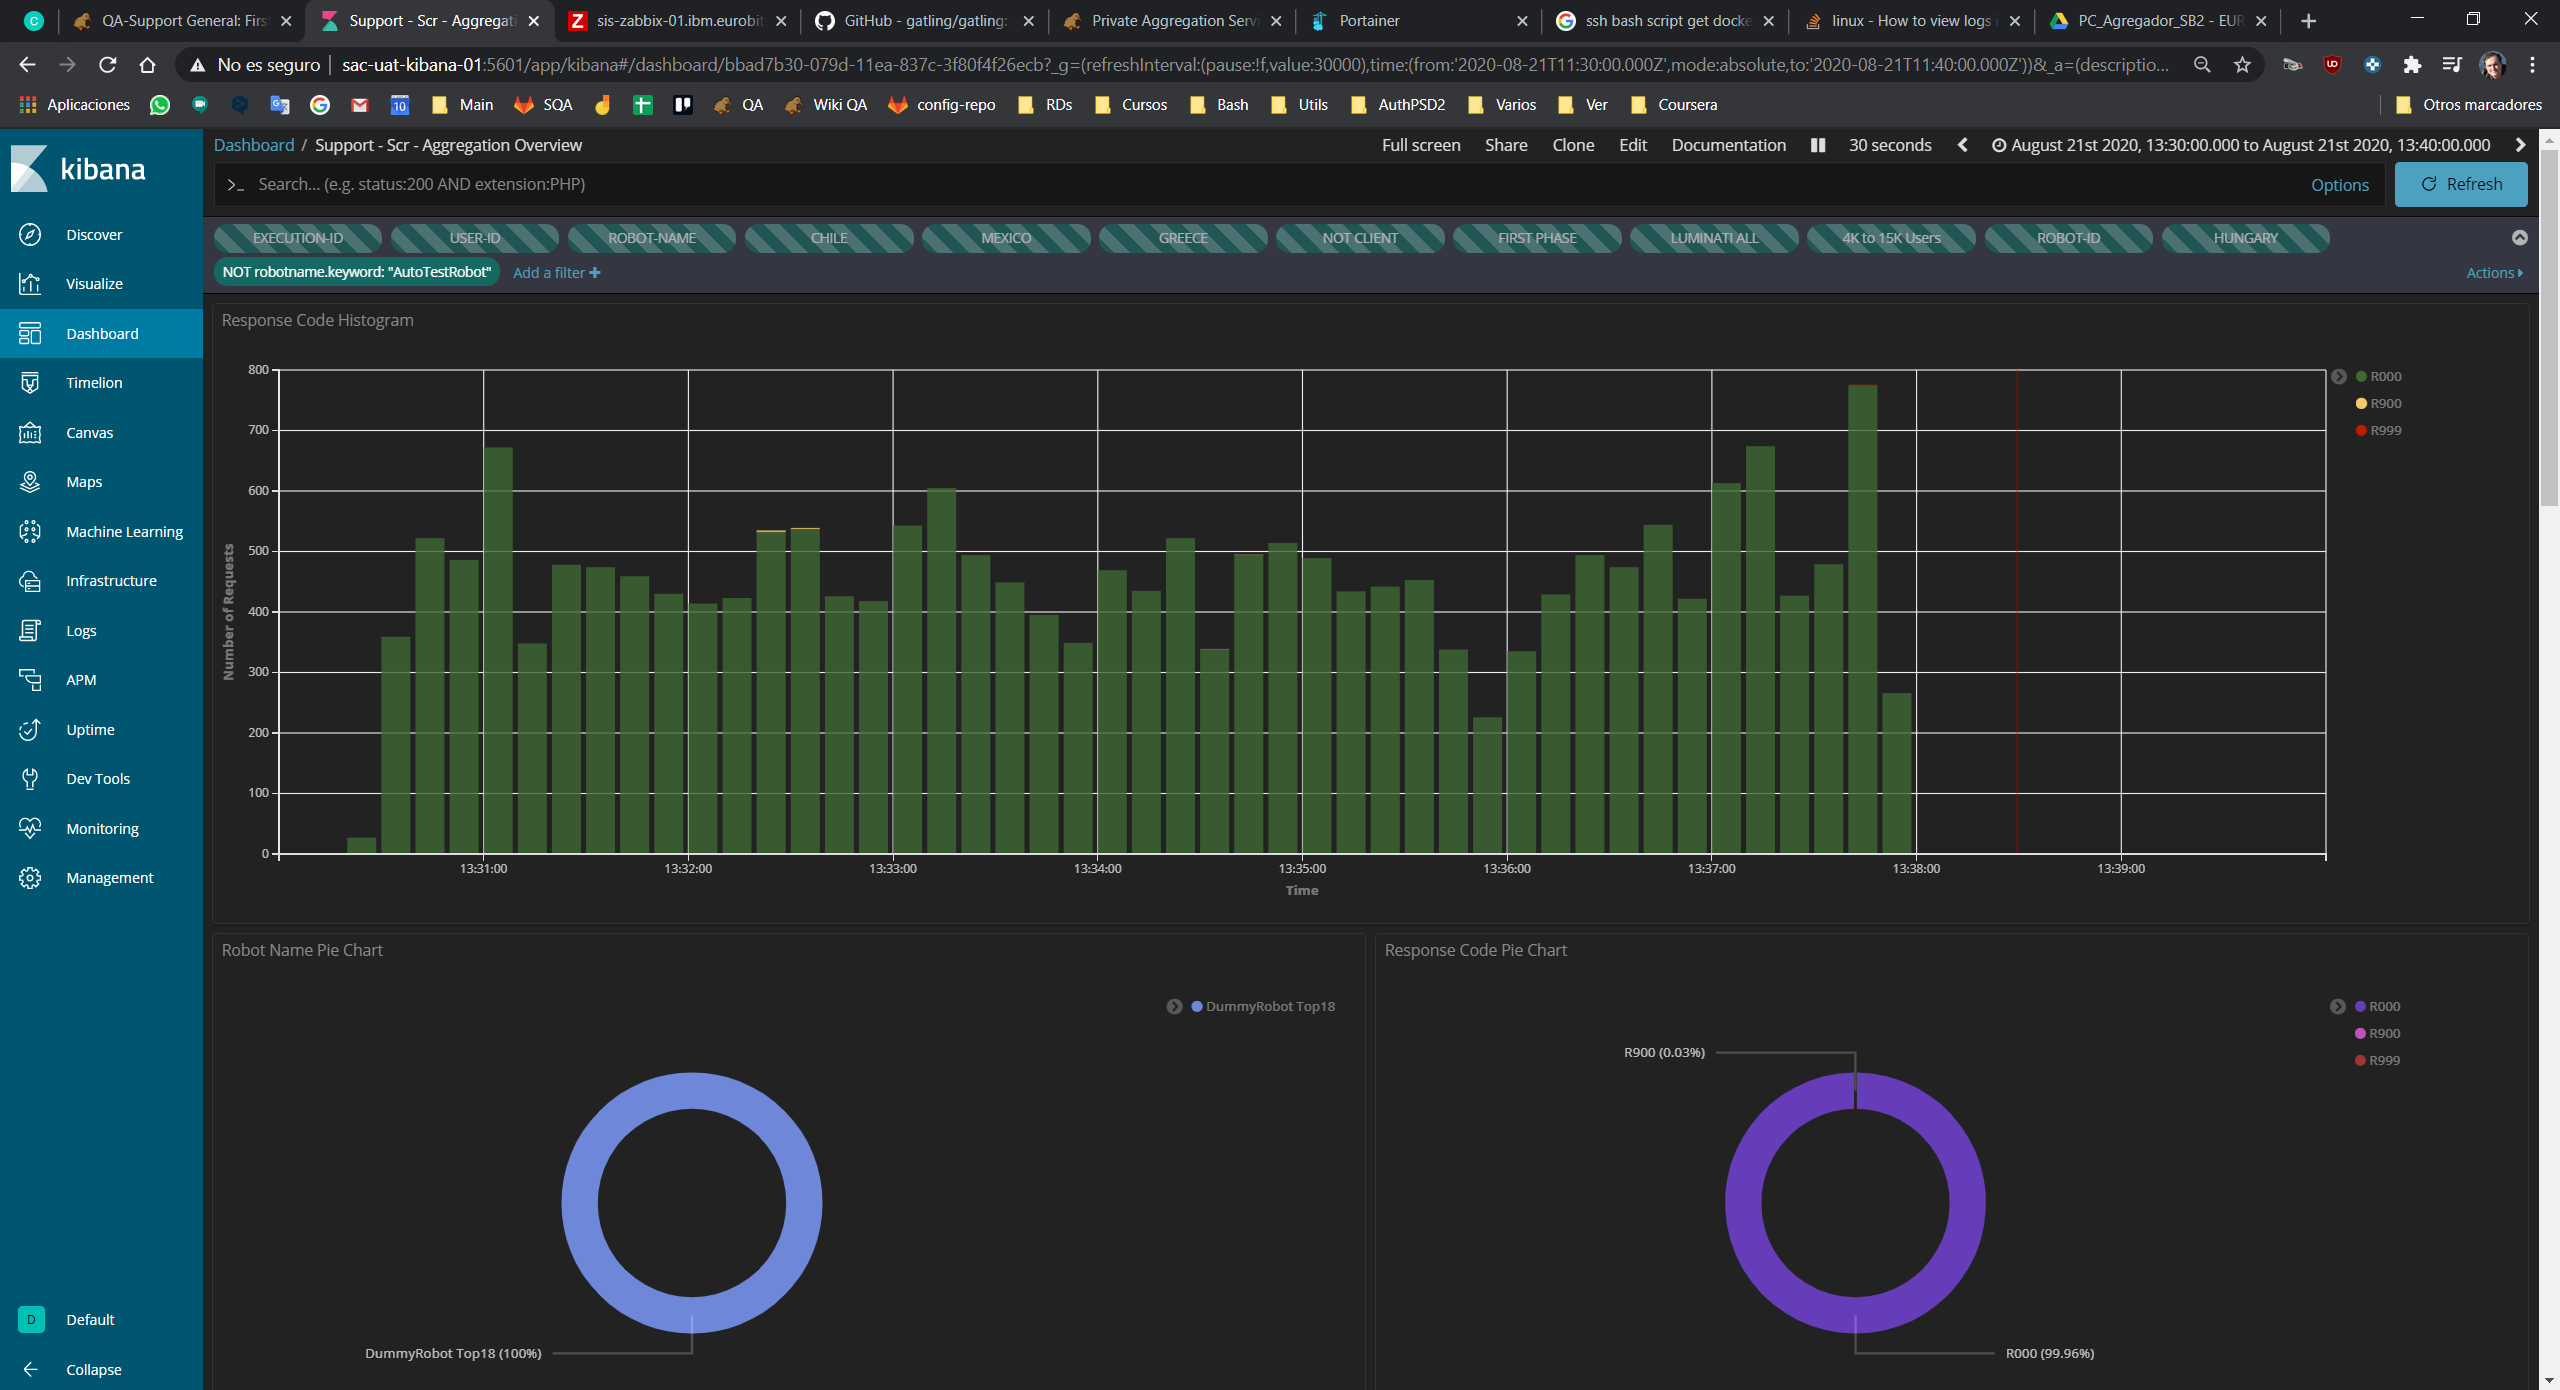 QA-Support General: Firs
Support - Scr - Aggregati
sis-zabbix-01.ibm.eurobit
GitHub - gatling/gatling:
Private Aggregation Servi
Portainer
ssh bash script get docke
linux - How to view logs i
PC_Agregador_SB2 - EUR
No es seguro
sac-uat-kibana-01:5601/app/kibana#/dashboard/bbad7b30-079d-11ea-837c-3f80f4f26ecb?_g=(refreshInterval:(pause:!f,value:30000),time:(from:'2020-08-21T11:30:00.000Z',mode:absolute,to:'2020-08-21T11:40:00.000Z'))&_a=(descriptio...
Aplicaciones
10
Main
SQA
QA
Wiki QA
config-repo
RDs
Cursos
Bash
Utils
AuthPSD2
Varios
Ver
Coursera
Otros marcadores
kibana
Discover
Visualize
Dashboard
Timelion
Canvas
Maps
Machine Learning
Infrastructure
Logs
APM
Uptime
Dev Tools
Monitoring
Management
D
Default
Collapse
Dashboard / Support - Scr - Aggregation Overview
Full screen
Share
Clone
Edit
Documentation
30 seconds
August 21st 2020, 13:30:00.000 to August 21st 2020, 13:40:00.000
>_ Search... (e.g. status:200 AND extension:PHP)
Options
Refresh
EXECUTION-ID
USER-ID
ROBOT-NAME
CHILE
MEXICO
GREECE
NOT CLIENT
FIRST PHASE
LUMINATI ALL
4K to 15K Users
ROBOT-ID
HUNGARY
NOT robotname.keyword: "AutoTestRobot"
Add a filter +
Actions
Response Code Histogram
800
700
600
500
400
300
200
100
0
Number of Requests
13:31:00
13:32:00
13:33:00
13:34:00
13:35:00
13:36:00
13:37:00
13:38:00
13:39:00
Time
R000
R900
R999
Robot Name Pie Chart
DummyRobot Top18
DummyRobot Top18 (100%)
Response Code Pie Chart
R000
R900
R999
R900 (0.03%)
R000 (99.96%)